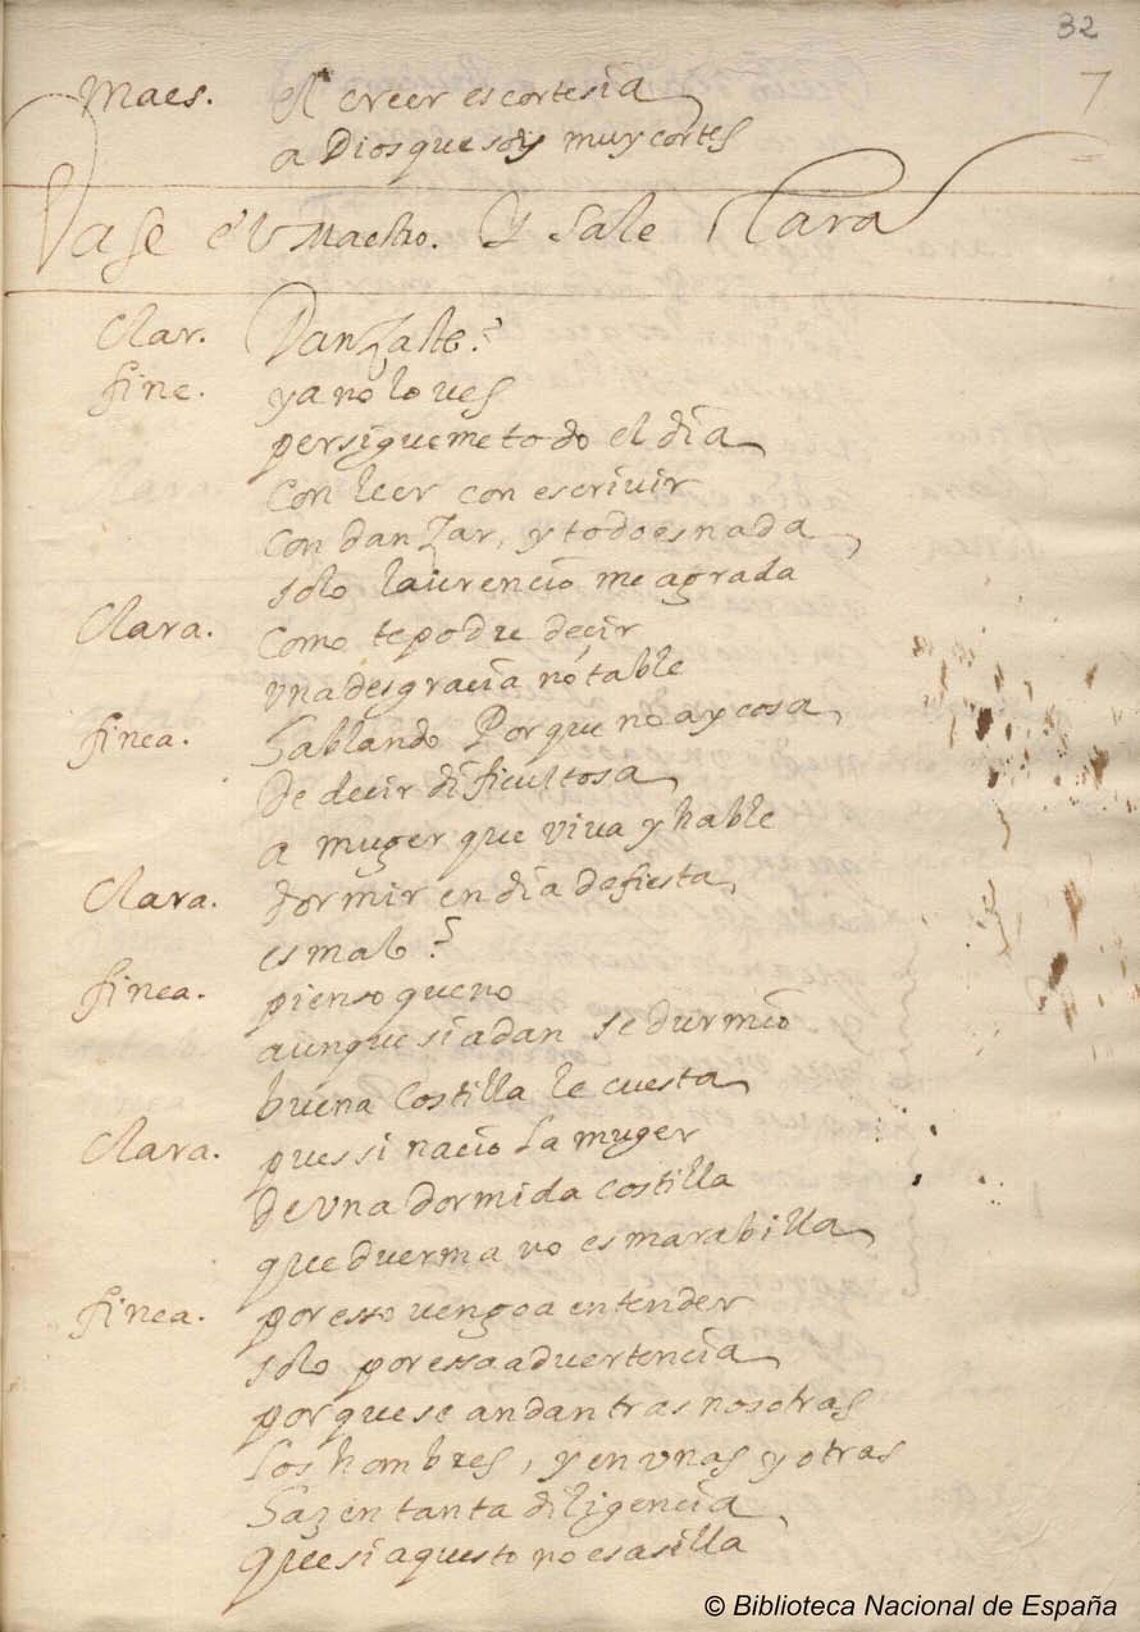 32
7
Maes. el creer es cortesia
a Dios que soys muy cortes
Vase el Maestro. Y sale Clara
Clar. Danzaste?
fine. ya no lo ves
persigueme todo el dia
con leer con escriuir
con danzar, y todo es nada
solo laurencio me agrada
Clara. como te podre deçir
vna desgracia notable
finea. hablando Porque no ay cosa
de decir dificultosa
a muger que viua y hable
Clara. dormir en dia de fiesta
es malo?
finea. pienso que no
aunque si adan se durmio
buena costilla le cuesta
Clara. pues si nacio la muger
de vna dormida costilla
que duerma no es marabilla
finea. por esso vengo a entender
solo por essa aduertencia
porque se andan tras nosotras
los hombres, y en vnas y otras
hazen tanta diligencia
que si aquesto no es asilla
© Biblioteca Nacional de España